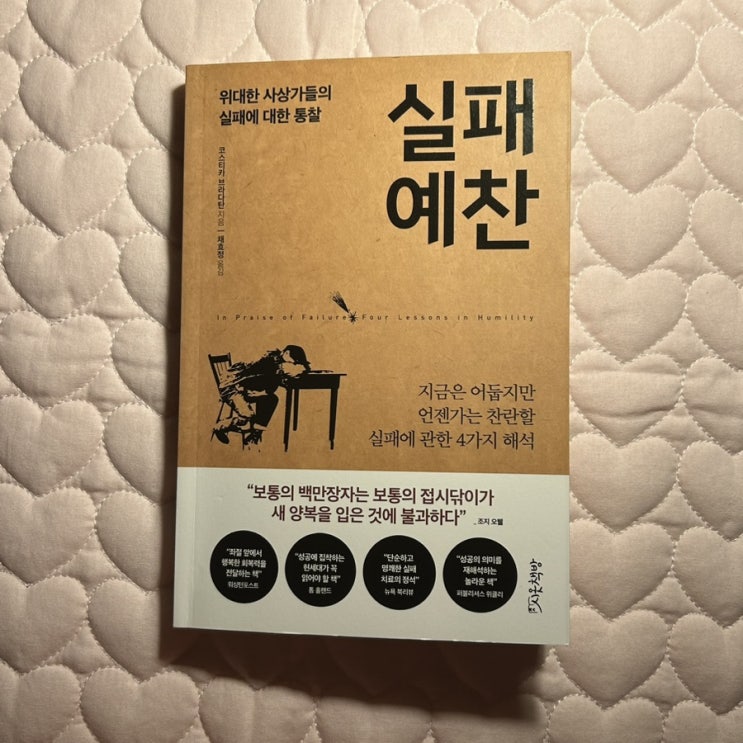 위대한 사상가들의
실패에 대한 통찰
실패
예찬
코스티카 브라다탄 지음 | 채효정 옮김
In Praise of Failure Four Lessons in Humility
지금은 어둡지만
언젠가는 찬란할
실패에 관한 4가지 해석
“보통의 백만장자는 보통의 접시닦이가
새 양복을 입은 것에 불과하다” _ 조지 오웰
“좌절 앞에서
행복한 회복력을
전달하는 책”
워싱턴포스트
“성공에 집착하는
현세대가 꼭
읽어야 할 책”
톰 홀랜드
“단순하고
명쾌한 실패
치료의 정석”
뉴욕 북리뷰
“성공의 의미를
재해석하는
놀라운 책”
퍼블리셔스 위클리
시옷책방